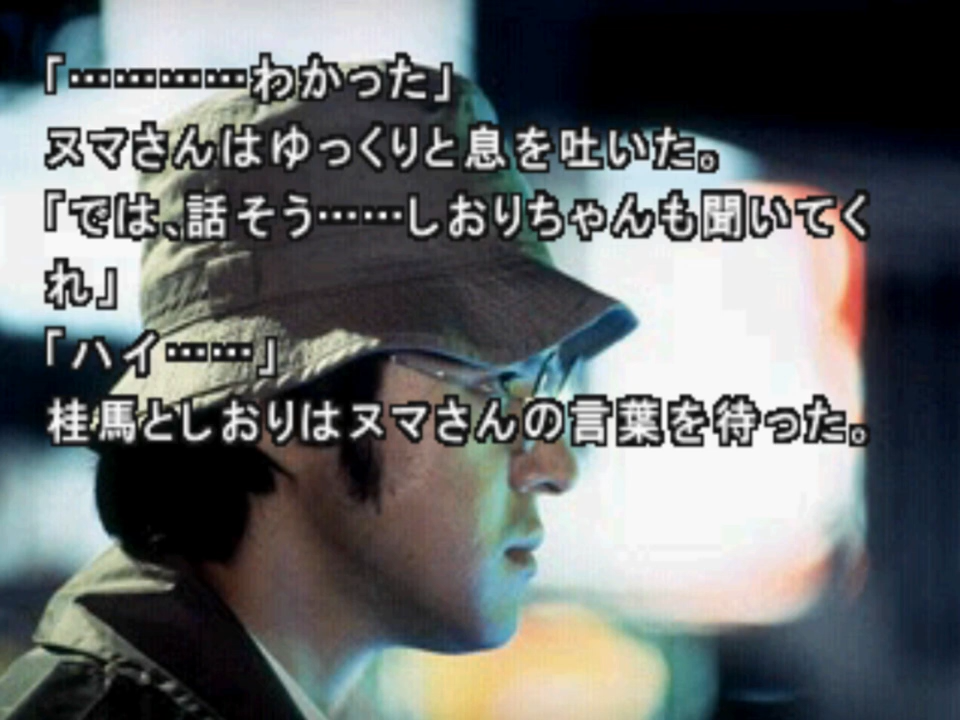 「…………わかった」
ヌマさんはゆっくりと息を吐いた。
「では、話そう……しおりちゃんも聞いてく
れ」
「ハイ……」
桂馬としおりはヌマさんの言葉を待った。